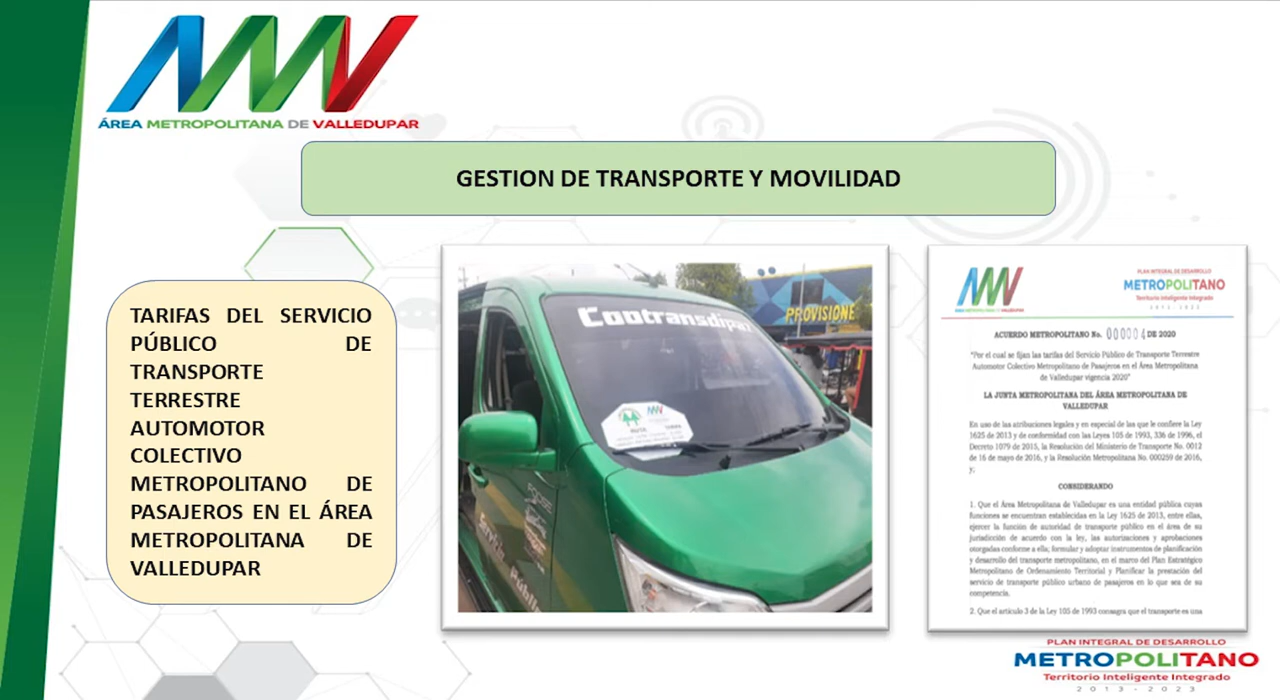 ÁREA METROPOLITANA DE VALLEDUPAR
GESTION DE TRANSPORTE Y MOVILIDAD
TARIFAS DEL SERVICIO
PÚBLICO DE
TRANSPORTE
TERRESTRE
AUTOMOTOR
COLECTIVO
METROPOLITANO DE
PASAJEROS EN EL ÁREA
METROPOLITANA DE
VALLEDUPAR
Cootransdipaz
PROVISIONE
RUTA
Servicio
Públic
ÁREA METROPOLITANA DE VALLEDUPAR
PLAN INTEGRAL DE DESARROLLO
METROPOLITANO
Territorio Inteligente Integrado
2013-2023
ACUERDO METROPOLITANO No. 000004 DE 2020
"Por el cual se fijan las tarifas del Servicio Público de Transporte Terrestre
Automotor Colectivo Metropolitano de Pasajeros en el Área Metropolitana
de Valledupar vigencia 2020"
LA JUNTA METROPOLITANA DEL ÁREA METROPOLITANA DE
VALLEDUPAR
En uso de las atribuciones legales y en especial de las que le confiere la Ley
1625 de 2013 y de conformidad con las Leyes 105 de 1993, 336 de 1996, el
Decreto 1079 de 2015, la Resolución del Ministerio de Transporte No. 0012
de 16 de mayo de 2016, y la Resolución Metropolitana No. 000259 de 2016,
y;
CONSIDERANDO
1. Que el Área Metropolitana de Valledupar es una entidad pública cuyas
funciones se encuentran establecidas en la Ley 1625 de 2013, entre ellas,
ejercer la función de autoridad de transporte público en el área de su
jurisdicción de acuerdo con la ley, las autorizaciones y aprobaciones
otorgadas conforme a ella; formular y adoptar instrumentos de planificación
y desarrollo del transporte metropolitano, en el marco del Plan Estratégico
Metropolitano de Ordenamiento Territorial y Planificar la prestación del
servicio de transporte público urbano de pasajeros en lo que sea de su
competencia.
2. Que el artículo 3 de la Ley 105 de 1993 consagra que el transporte es una
PLAN INTEGRAL DE DESARROLLO
METROPOLITANO
Territorio Inteligente Integrado
2013-2023